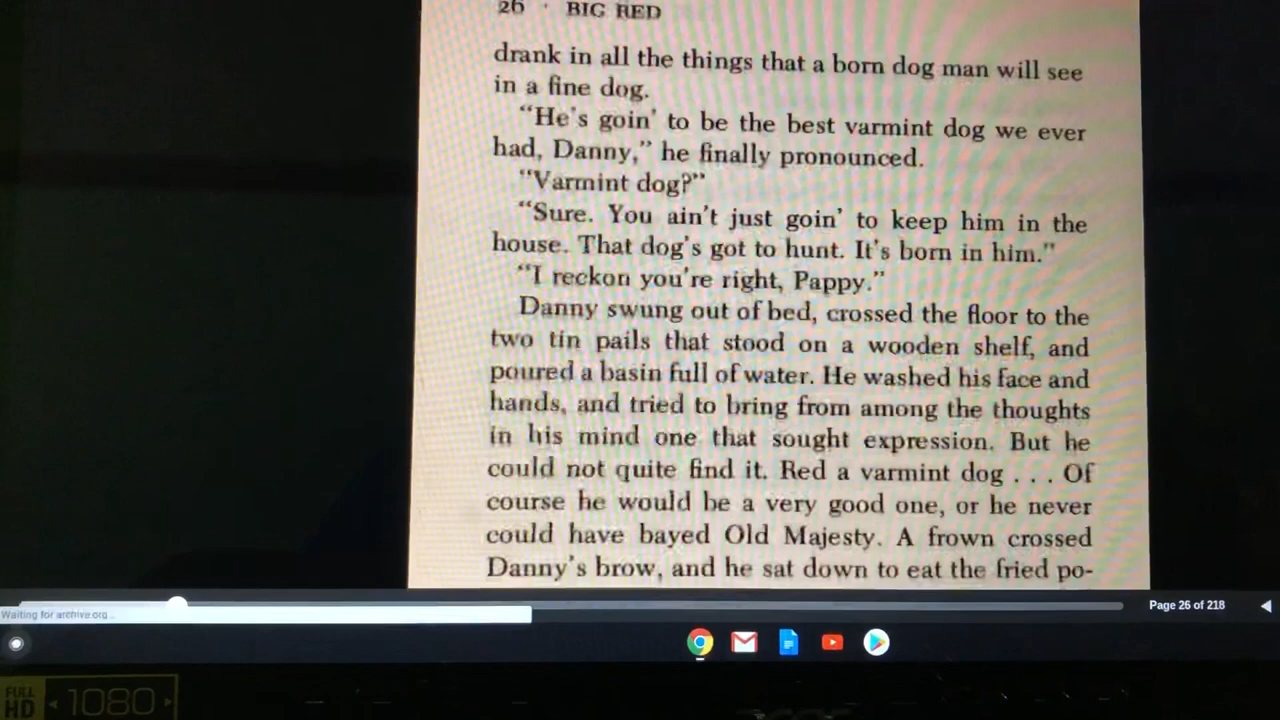 26 · BIG RED
drank in all the things that a born dog man will see
in a fine dog.
"He's goin' to be the best varmint dog we ever
had, Danny," he finally pronounced.
"Varmint dog?"
"Sure. You ain't just goin' to keep him in the
house. That dog's got to hunt. It's born in him."
"I reckon you're right, Pappy."
Danny swung out of bed, crossed the floor to the
two tin pails that stood on a wooden shelf, and
poured a basin full of water. He washed his face and
hands, and tried to bring from among the thoughts
in his mind one that sought expression. But he
could not quite find it. Red a varmint dog . . . Of
course he would be a very good one, or he never
could have bayed Old Majesty. A frown crossed
Danny's brow, and he sat down to eat the fried po-
Page 26 of 218
Waiting for archive.org...
FULL HD 1080